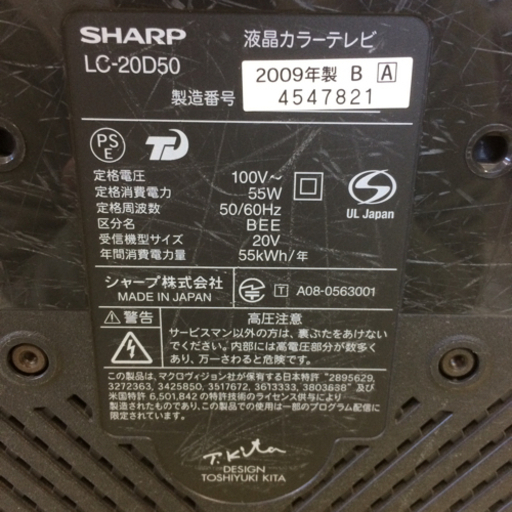 SHARP 液晶カラーテレビ
LC-20D50
2009年製 B A
製造番号 4547821
PS E TD
定格電圧 100V～
定格消費電力 55W
定格周波数 50/60Hz
区分名 BEE
受信機型サイズ 20V
年間消費電力量 55kWh/年
S UL Japan
シャープ株式会社
MADE IN JAPAN
T A08-0563001
警告 高圧注意
サービスマン以外の方は、裏ぶたをあけない
でください。内部には高電圧部分が数多く
あり、万一さわると危険です。
この製品は、マクロヴィジョン社が保有する日本特許 "2895629,
3272363, 3425850, 3517672, 3613333, 3803688" 及び
米国特許 6,501,842 の特許技術のライセンス供与により
製造されたものであり、この製品での使用は一部のプログラム配信に
限定されています。
T.Kita
DESIGN
TOSHIYUKI KITA